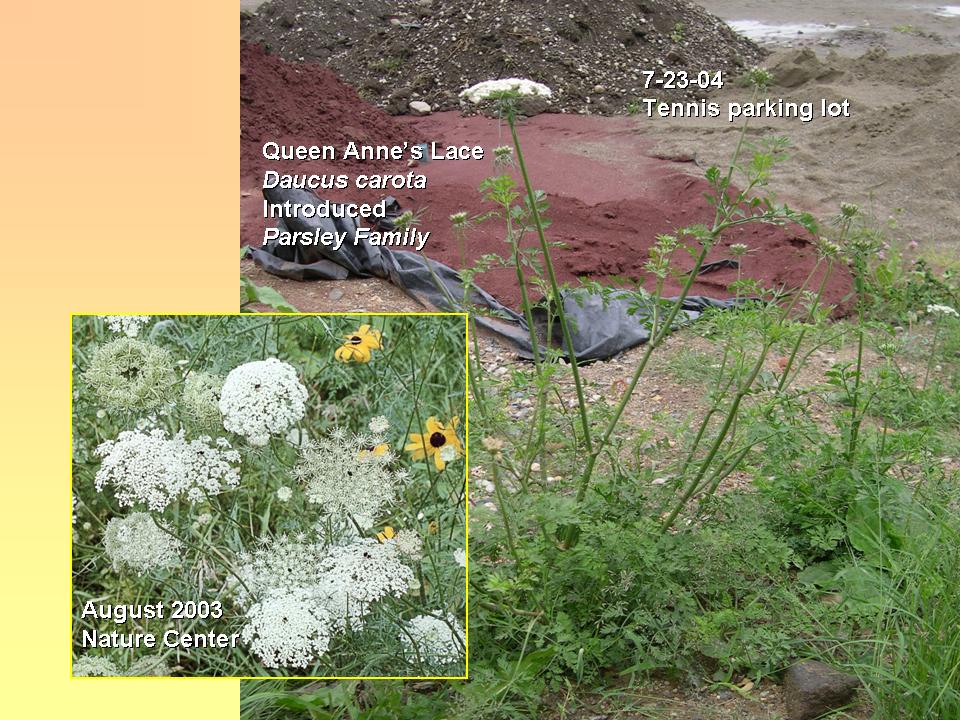 7-23-04
Tennis parking lot
Queen Anne's Lace
Daucus carota
Introduced
Parsley Family
August 2003
Nature Center